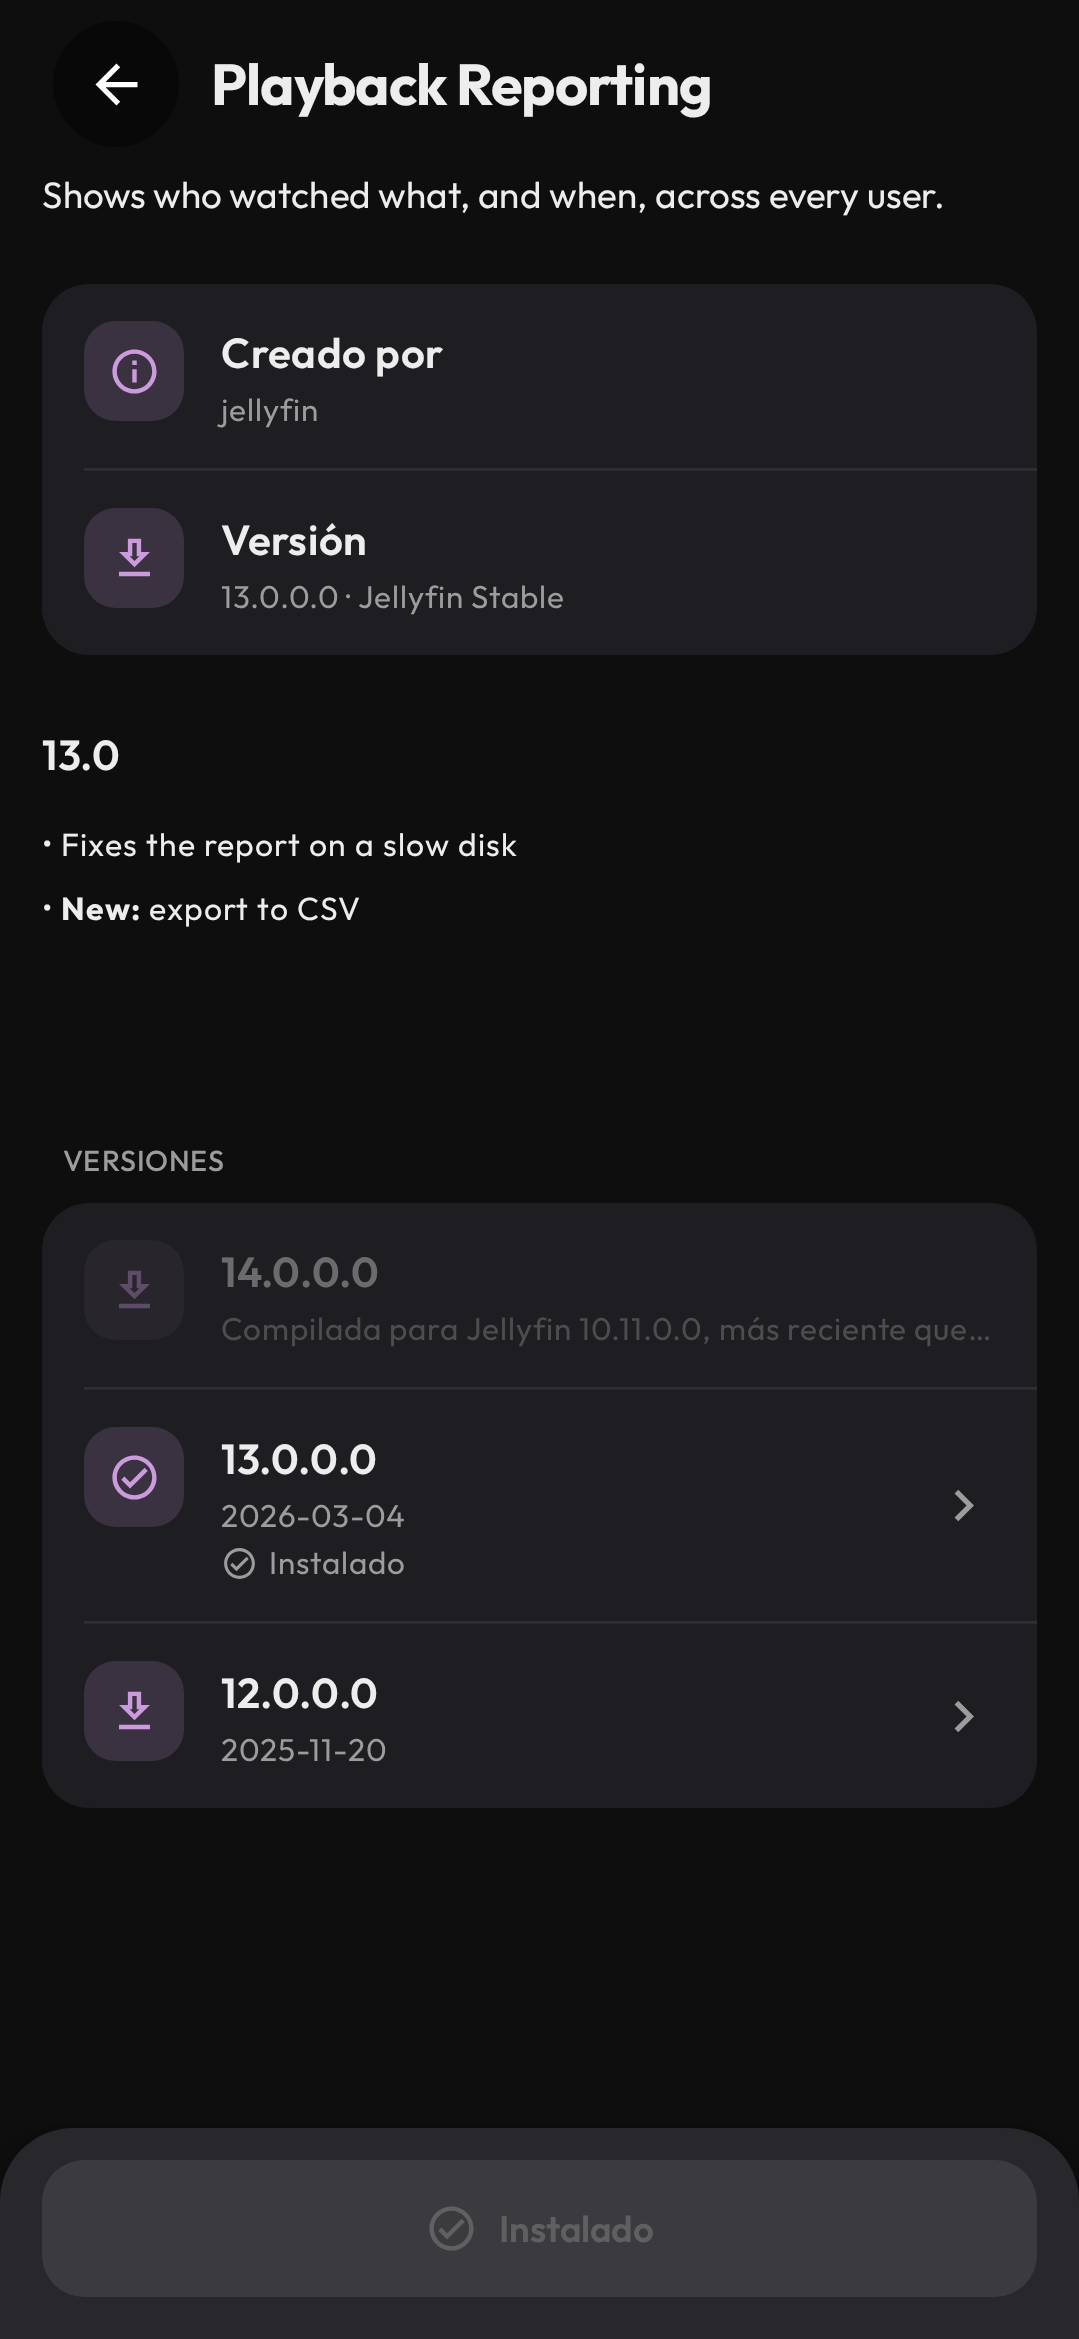 Playback Reporting
Shows who watched what, and when, across every user.
Creado por
jellyfin
Versión
13.0.0.0 · Jellyfin Stable
13.0
• Fixes the report on a slow disk
• New: export to CSV
VERSIONES
14.0.0.0
Compilada para Jellyfin 10.11.0.0, más reciente que...
13.0.0.0
2026-03-04
Instalado
12.0.0.0
2025-11-20
Instalado